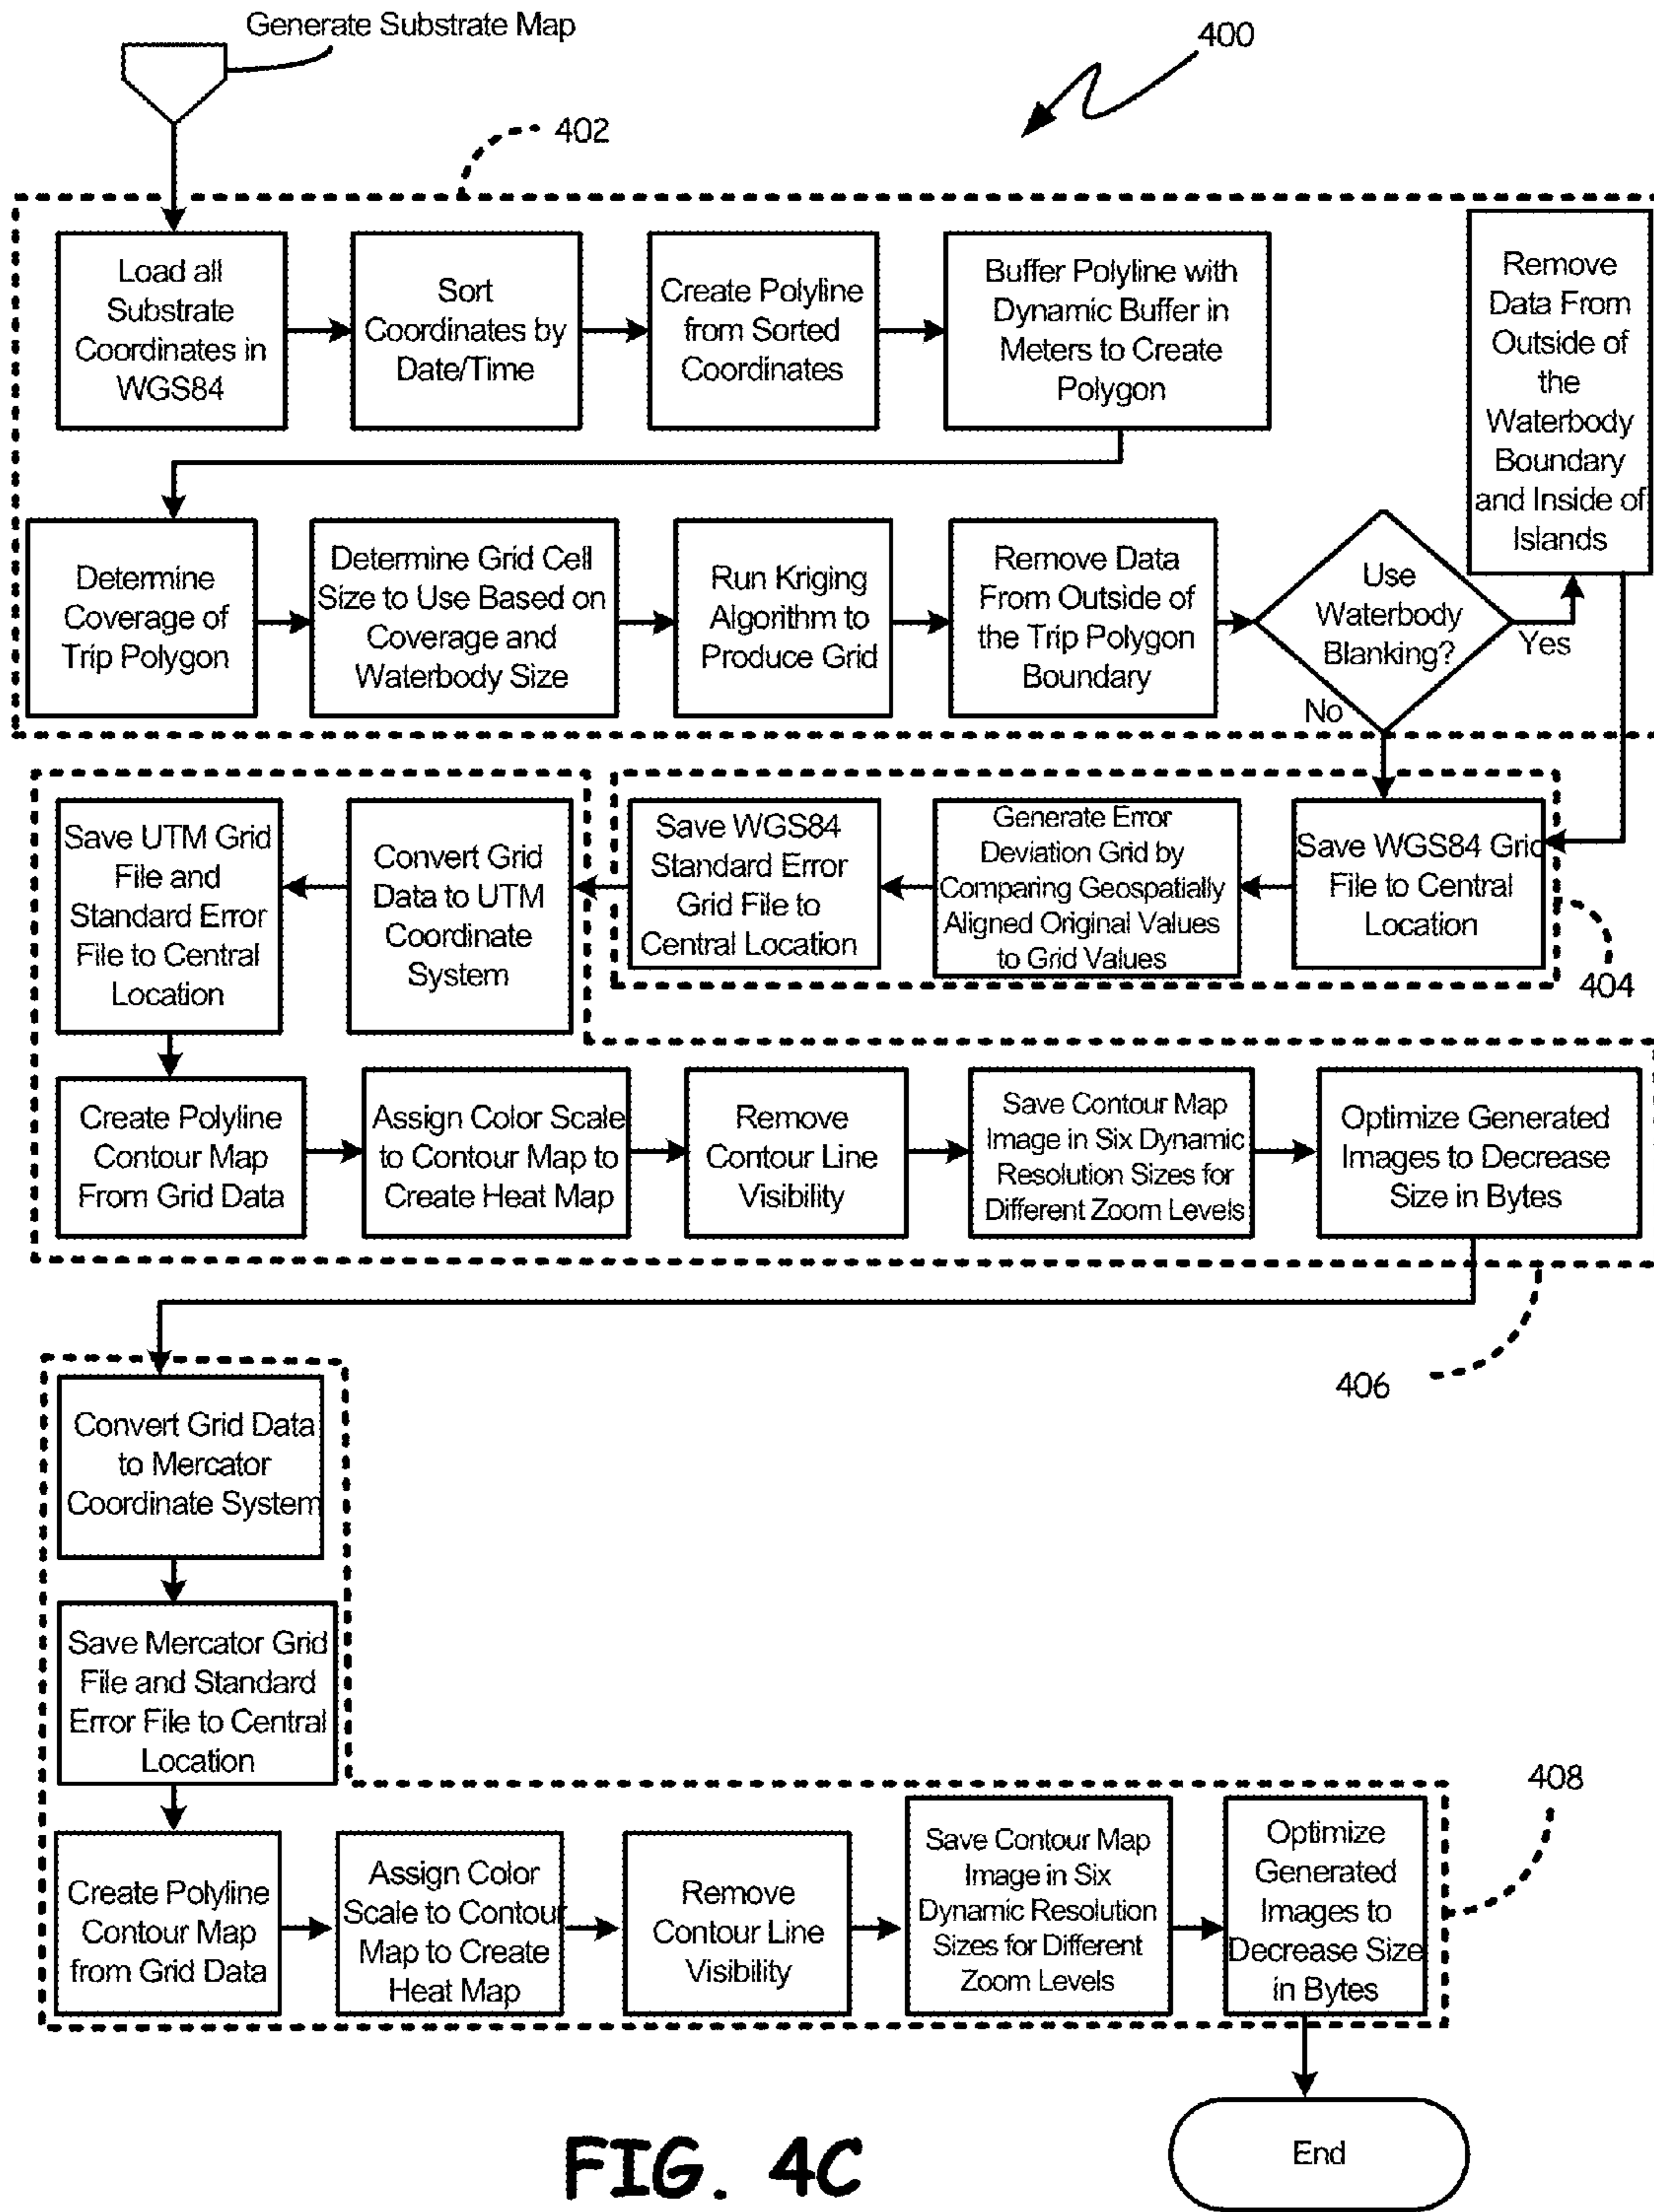 Generate Substrate Map
400
402
Load all
Substrate
Coordinates in
WGS84
Sort
Coordinates by
Date/Time
Create Polyline
from Sorted
Coordinates
Buffer Polyline with
Dynamic Buffer in
Meters to Create
Polygon
Remove
Data From
Outside of
the
Waterbody
Boundary
and Inside of
Islands
Determine
Coverage of
Trip Polygon
Determine Grid Cell
Size to Use Based on
Coverage and
Waterbody Size
Run Kriging
Algorithm to
Produce Grid
Remove Data
From Outside of
the Trip Polygon
Boundary
Use
Waterbody
Blanking?
Yes
No
Save WGS84 Grid
File to Central
Location
Generate Error
Deviation Grid by
Comparing Geospatially
Aligned Original Values
to Grid Values
Save WGS84
Standard Error
Grid File to
Central Location
404
Convert Grid
Data to UTM
Coordinate
System
Save UTM Grid
File and
Standard Error
File to Central
Location
Create Polyline
Contour Map
From Grid Data
Assign Color Scale
to Contour Map to
Create Heat Map
Remove
Contour Line
Visibility
Save Contour Map
Image in Six Dynamic
Resolution Sizes for
Different Zoom Levels
Optimize Generated
Images to Decrease
Size in Bytes
406
Convert Grid Data
to Mercator
Coordinate System
Save Mercator Grid
File and Standard
Error File to Central
Location
408
Create Polyline
Contour Map
from Grid Data
Assign Color
Scale to Contour
Map to Create
Heat Map
Remove
Contour Line
Visibility
Save Contour Map
Image in Six
Dynamic Resolution
Sizes for Different
Zoom Levels
Optimize
Generated
Images to
Decrease Size
in Bytes
End
FIG. 4C